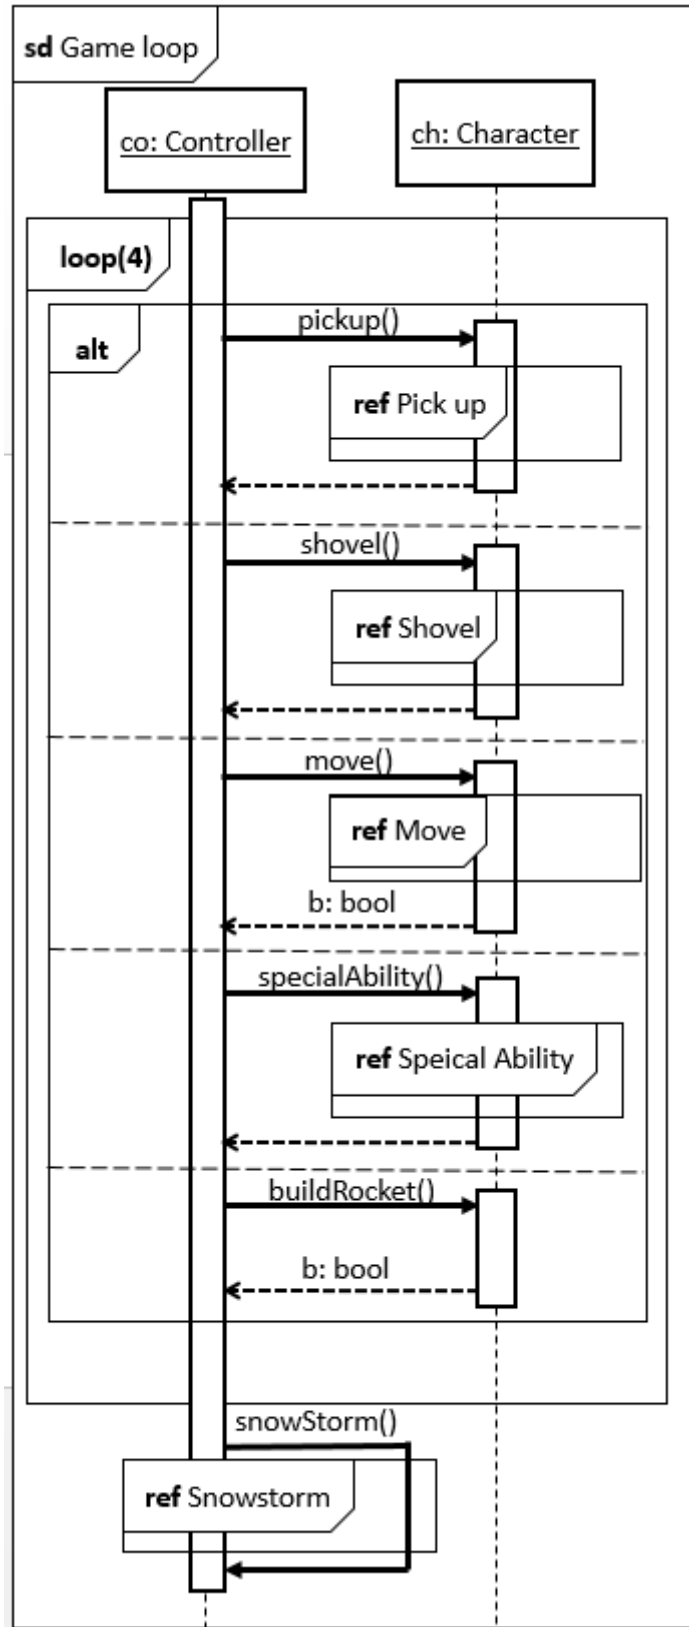 sd Game loop
co: Controller
ch: Character
loop(4)
alt
pickup()
ref Pick up
shovel()
ref Shovel
move()
ref Move
b: bool
specialAbility()
ref Speical Ability
buildRocket()
b: bool
snowStorm()
ref Snowstorm